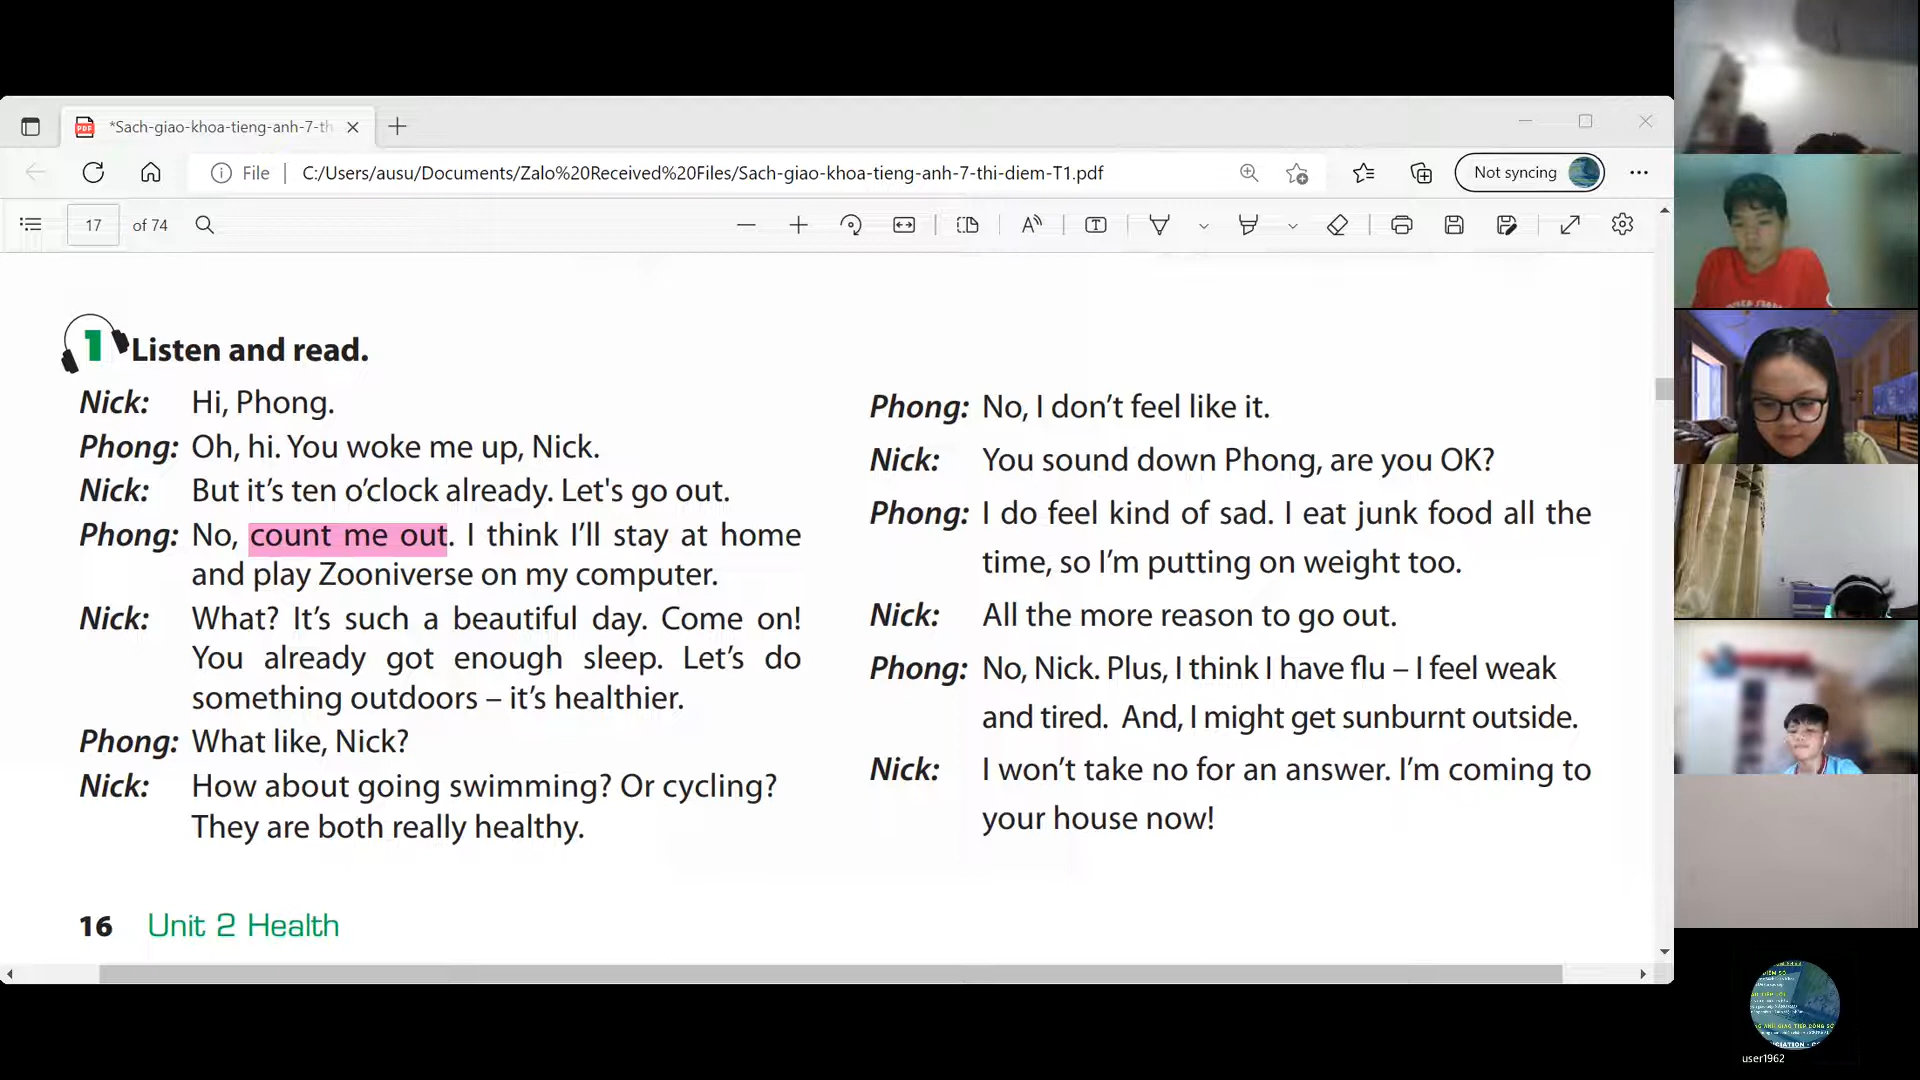 *Sach-giao-khoa-tieng-anh-7-th
File
C:/Users/ausu/Documents/Zalo%20Received%20Files/Sach-giao-khoa-tieng-anh-7-thi-diem-T1.pdf
Not syncing
17 of 74
1 Listen and read.
Nick: Hi, Phong.
Phong: Oh, hi. You woke me up, Nick.
Nick: But it’s ten o’clock already. Let's go out.
Phong: No, count me out. I think I’ll stay at home
and play Zooniverse on my computer.
Nick: What? It’s such a beautiful day. Come on!
You already got enough sleep. Let’s do
something outdoors – it’s healthier.
Phong: What like, Nick?
Nick: How about going swimming? Or cycling?
They are both really healthy.
Phong: No, I don’t feel like it.
Nick: You sound down Phong, are you OK?
Phong: I do feel kind of sad. I eat junk food all the
time, so I’m putting on weight too.
Nick: All the more reason to go out.
Phong: No, Nick. Plus, I think I have flu – I feel weak
and tired. And, I might get sunburnt outside.
Nick: I won’t take no for an answer. I’m coming to
your house now!
16 Unit 2 Health
user1962